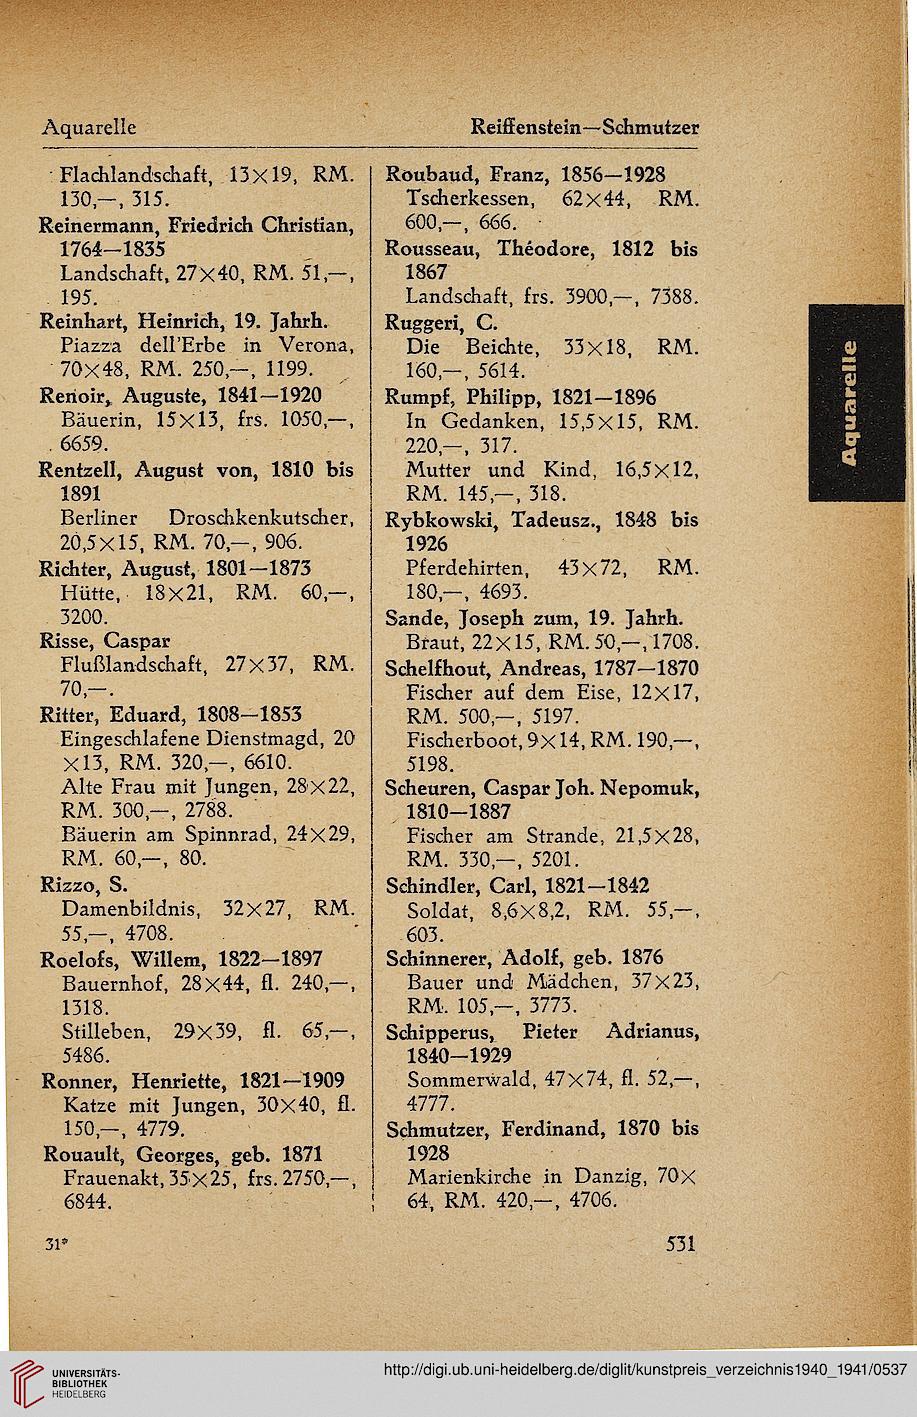 Aquarelle
Reiffenstein—Schmutzer
Flachlandschaft, 13×19, RM.
130,—, 315.
Reinermann, Friedrich Christian,
1764—1835
Landschaft, 27×40, RM. 51,—,
195.
Reinhart, Heinrich, 19. Jahrh.
Piazza dell'Erbe in Verona,
70×48, RM. 250,—, 1199.
Renoir, Auguste, 1841—1920
Bäuerin, 15×13, frs. 1050,—,
6659.
Rentzell, August von, 1810 bis
1891
Berliner Droschkenkutscher,
20,5×15, RM. 70,—, 906.
Richter, August, 1801—1873
Hütte, 18×21, RM. 60,—,
3200.
Risse, Caspar
Flußlandschaft, 27×37, RM.
70,—.
Ritter, Eduard, 1808—1853
Eingeschlafene Dienstmagd, 20
×13, RM. 320,—, 6610.
Alte Frau mit Jungen, 28×22,
RM. 300,—, 2788.
Bäuerin am Spinnrad, 24×29,
RM. 60,—, 80.
Rizzo, S.
Damenbildnis, 32×27, RM.
55,—, 4708.
Roelofs, Willem, 1822—1897
Bauernhof, 28×44, fl. 240,—,
1318.
Stilleben, 29×39, fl. 65,—,
5486.
Ronner, Henriette, 1821—1909
Katze mit Jungen, 30×40, fl.
150,—, 4779.
Rouault, Georges, geb. 1871
Frauenakt, 35×25, frs. 2750,—,
6844.
Roubaud, Franz, 1856—1928
Tscherkessen, 62×44, RM.
600,—, 666.
Rousseau, Théodore, 1812 bis
1867
Landschaft, frs. 3900,—, 7388.
Ruggeri, C.
Die Beichte, 33×18, RM.
160,—, 5614.
Rumpf, Philipp, 1821—1896
In Gedanken, 15,5×15, RM.
220,—, 317.
Mutter und Kind, 16,5×12,
RM. 145,—, 318.
Rybkowski, Tadeusz., 1848 bis
1926
Pferdehirten, 43×72, RM.
180,—, 4693.
Sande, Joseph zum, 19. Jahrh.
Braut, 22×15, RM. 50,—, 1708.
Schelfhout, Andreas, 1787—1870
Fischer auf dem Eise, 12×17,
RM. 500,—, 5197.
Fischerboot, 9×14, RM. 190,—,
5198.
Scheuren, Caspar Joh. Nepomuk,
1810—1887
Fischer am Strande, 21,5×28,
RM. 330,—, 5201.
Schindler, Carl, 1821—1842
Soldat, 8,6×8,2, RM. 55,—,
603.
Schinnerer, Adolf, geb. 1876
Bauer und Mädchen, 37×23,
RM. 105,—, 3773.
Schipperus, Pieter Adrianus,
1840—1929
Sommerwald, 47×74, fl. 52,—,
4777.
Schmutzer, Ferdinand, 1870 bis
1928
Marienkirche in Danzig, 70×
64, RM. 420,—, 4706.
31*
531
Aquarelle
UNIVERSITÄTS-
BIBLIOTHEK
HEIDELBERG
http://digi.ub.uni-heidelberg.de/diglit/kunstpreis_verzeichnis1940_1941/0537